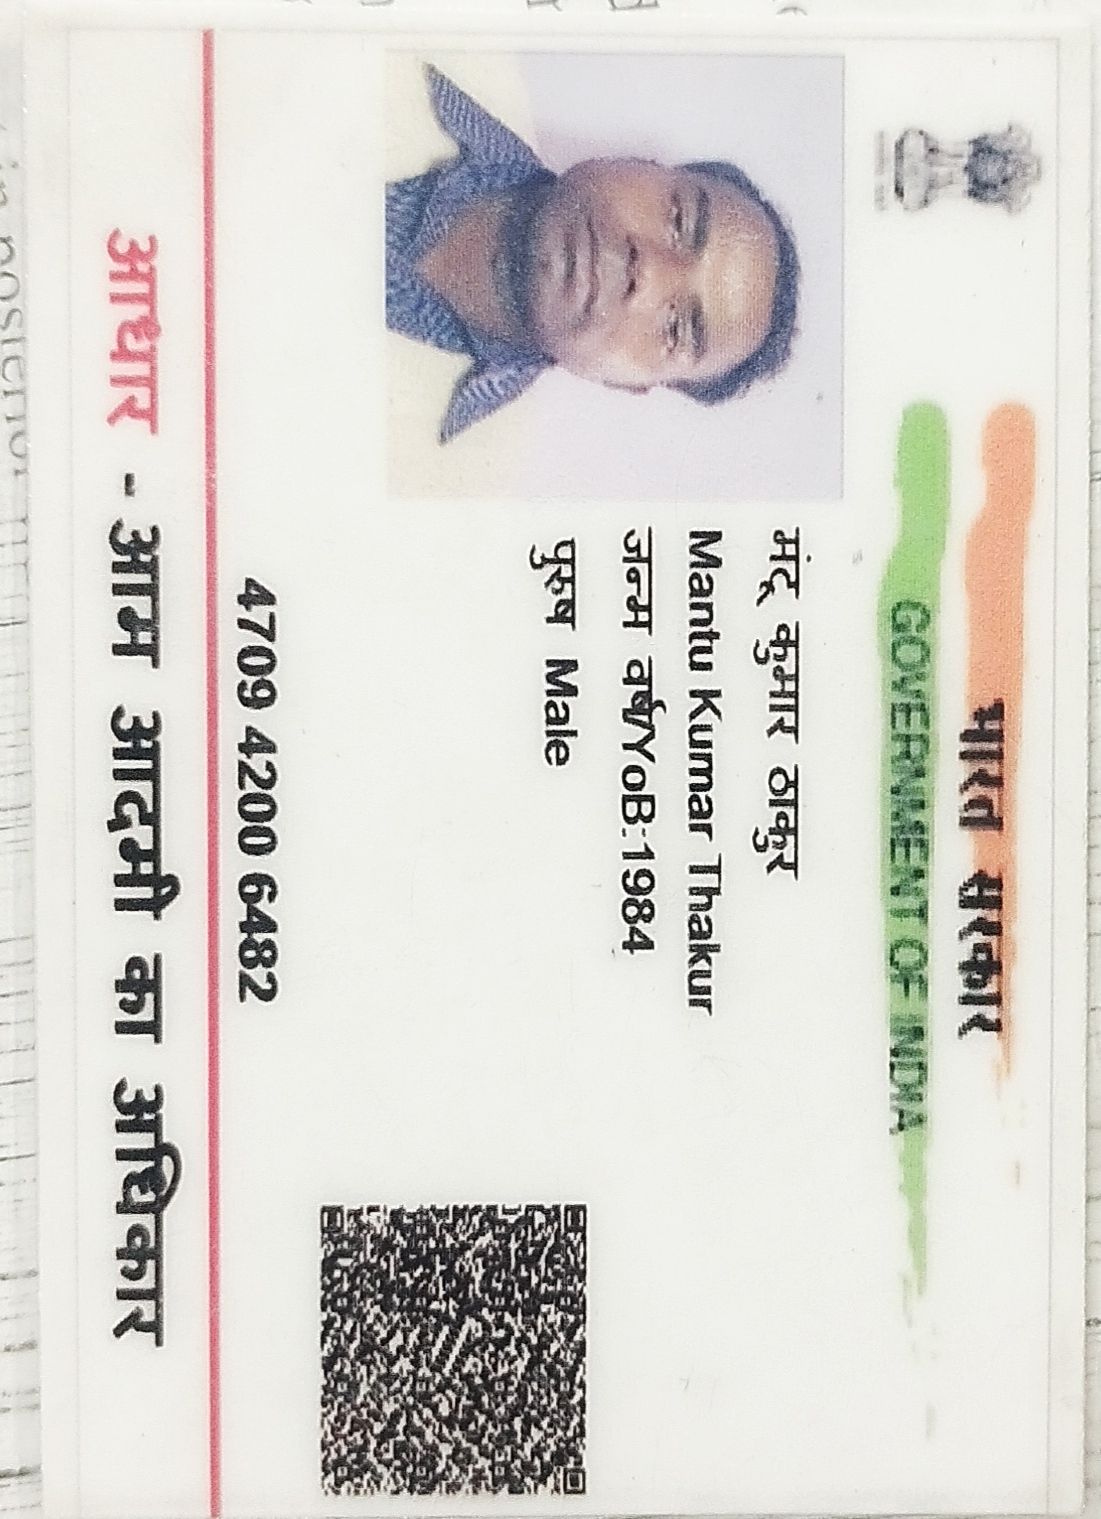 भारत सरकार
GOVERNMENT OF INDIA
मंटू कुमार ठाकुर
Mantu Kumar Thakur
जन्म वर्ष/YoB:1984
पुरुष Male
4709 4200 6482
आधार - आम आदमी का अधिकार